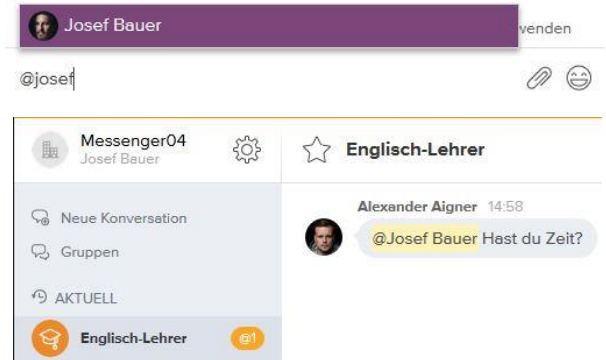 Josef Bauer
@josef
Messenger04
Josef Bauer
Englisch-Lehrer
Neue Konversation
Gruppen
AKTUELL
Englisch-Lehrer
@1
Alexander Aigner 14:58
@Josef Bauer Hast du Zeit?